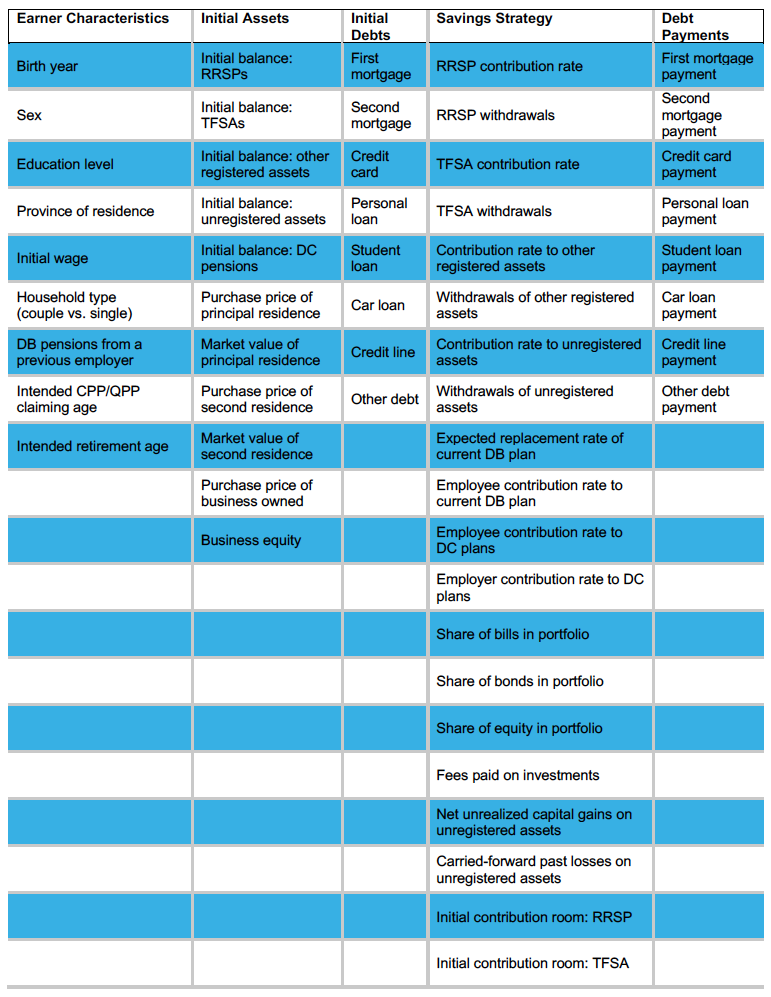 Earner Characteristics Initial Assets Initial Debts Savings Strategy Debt Payments
Birth year Initial balance: RRSPs First mortgage RRSP contribution rate First mortgage payment
Sex Initial balance: TFSAs Second mortgage RRSP withdrawals Second mortgage payment
Education level Initial balance: other registered assets Credit card TFSA contribution rate Credit card payment
Province of residence Initial balance: unregistered assets Personal loan TFSA withdrawals Personal loan payment
Initial wage Initial balance: DC pensions Student loan Contribution rate to other registered assets Student loan payment
Household type (couple vs. single) Purchase price of principal residence Car loan Withdrawals of other registered assets Car loan payment
DB pensions from a previous employer Market value of principal residence Credit line Contribution rate to unregistered assets Credit line payment
Intended CPP/QPP claiming age Purchase price of second residence Other debt Withdrawals of unregistered assets Other debt payment
Intended retirement age Market value of second residence Expected replacement rate of current DB plan
Purchase price of business owned Employee contribution rate to current DB plan
Business equity Employee contribution rate to DC plans
Employer contribution rate to DC plans
Share of bills in portfolio
Share of bonds in portfolio
Share of equity in portfolio
Fees paid on investments
Net unrealized capital gains on unregistered assets
Carried-forward past losses on unregistered assets
Initial contribution room: RRSP
Initial contribution room: TFSA